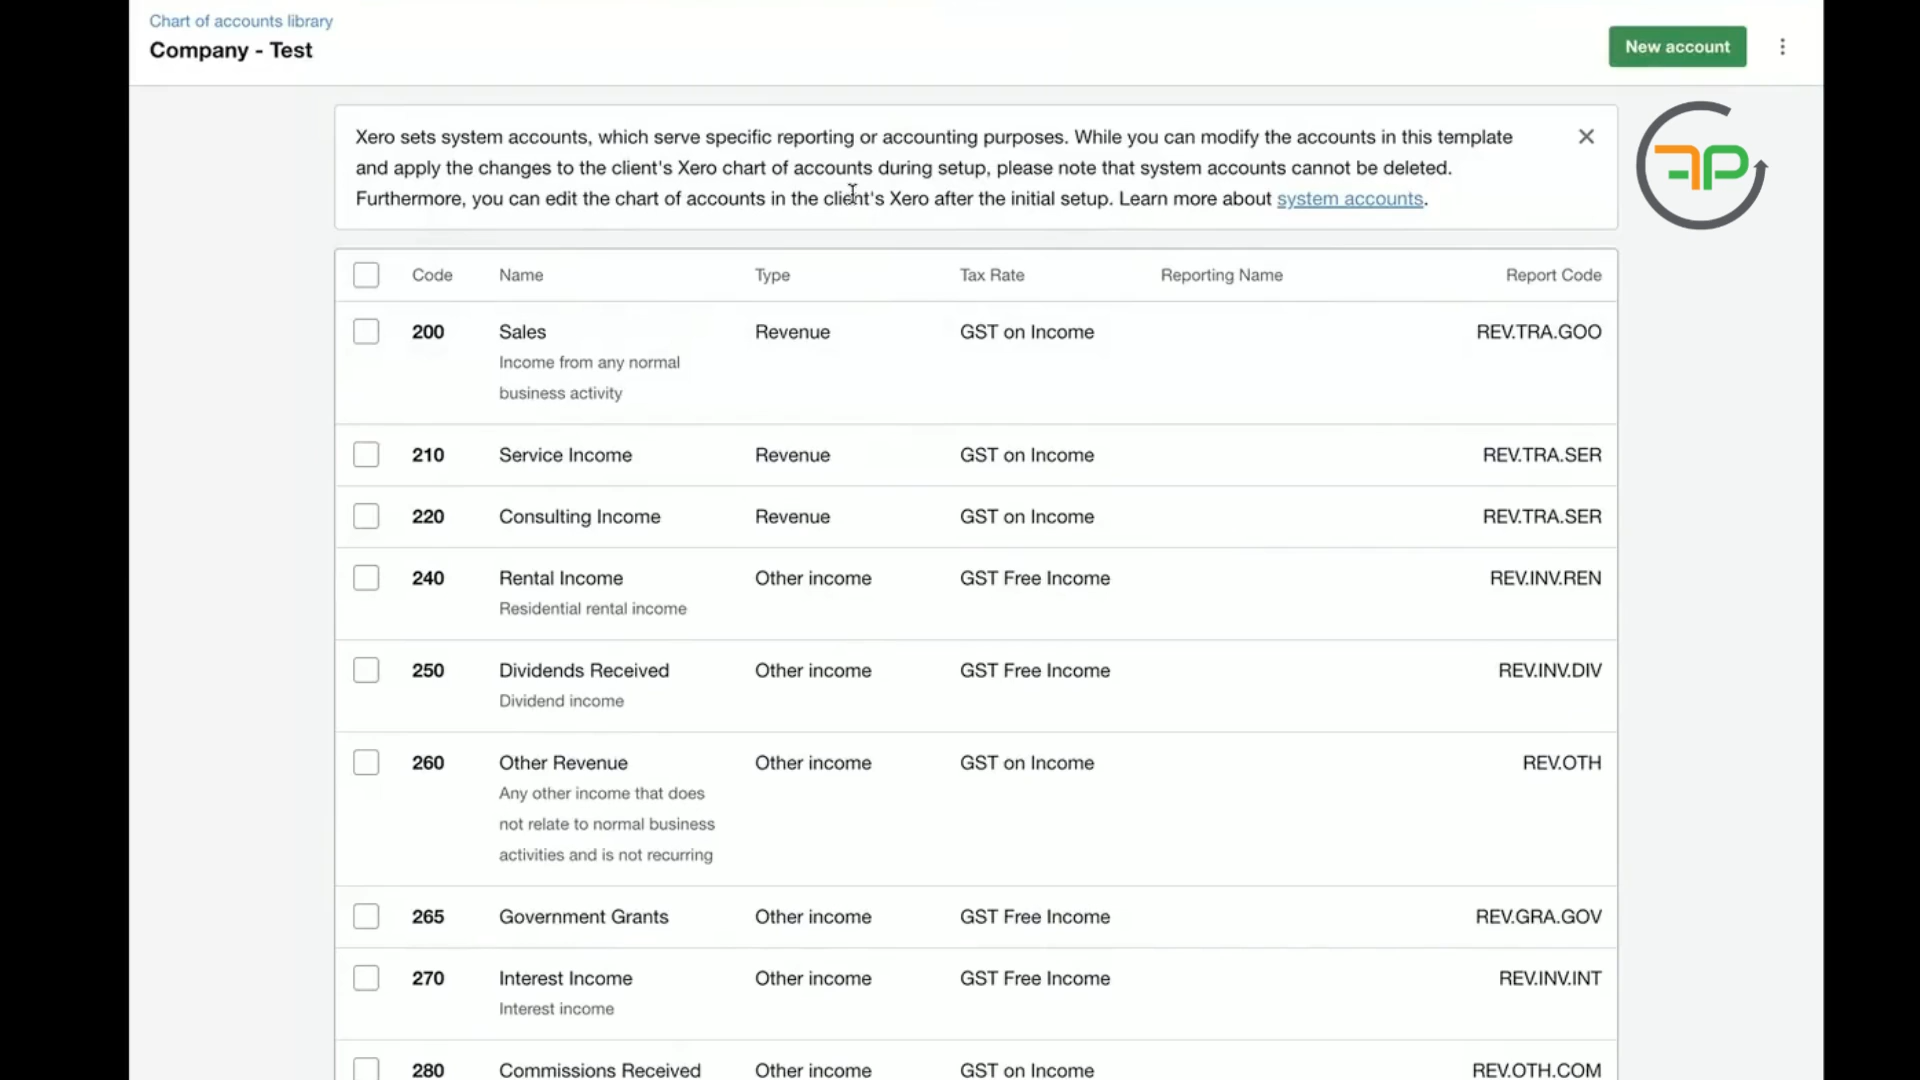 Chart of accounts library
Company - Test
New account
Xero sets system accounts, which serve specific reporting or accounting purposes. While you can modify the accounts in this template
and apply the changes to the client's Xero chart of accounts during setup, please note that system accounts cannot be deleted.
Furthermore, you can edit the chart of accounts in the client's Xero after the initial setup. Learn more about system accounts.
FP
Code Name Type Tax Rate Reporting Name Report Code
200 Sales Revenue GST on Income REV.TRA.GOO
Income from any normal
business activity
210 Service Income Revenue GST on Income REV.TRA.SER
220 Consulting Income Revenue GST on Income REV.TRA.SER
240 Rental Income Other income GST Free Income REV.INV.REN
Residential rental income
250 Dividends Received Other income GST Free Income REV.INV.DIV
Dividend income
260 Other Revenue Other income GST on Income REV.OTH
Any other income that does
not relate to normal business
activities and is not recurring
265 Government Grants Other income GST Free Income REV.GRA.GOV
270 Interest Income Other income GST Free Income REV.INV.INT
Interest income
280 Commissions Received Other income GST on Income REV.OTH.COM